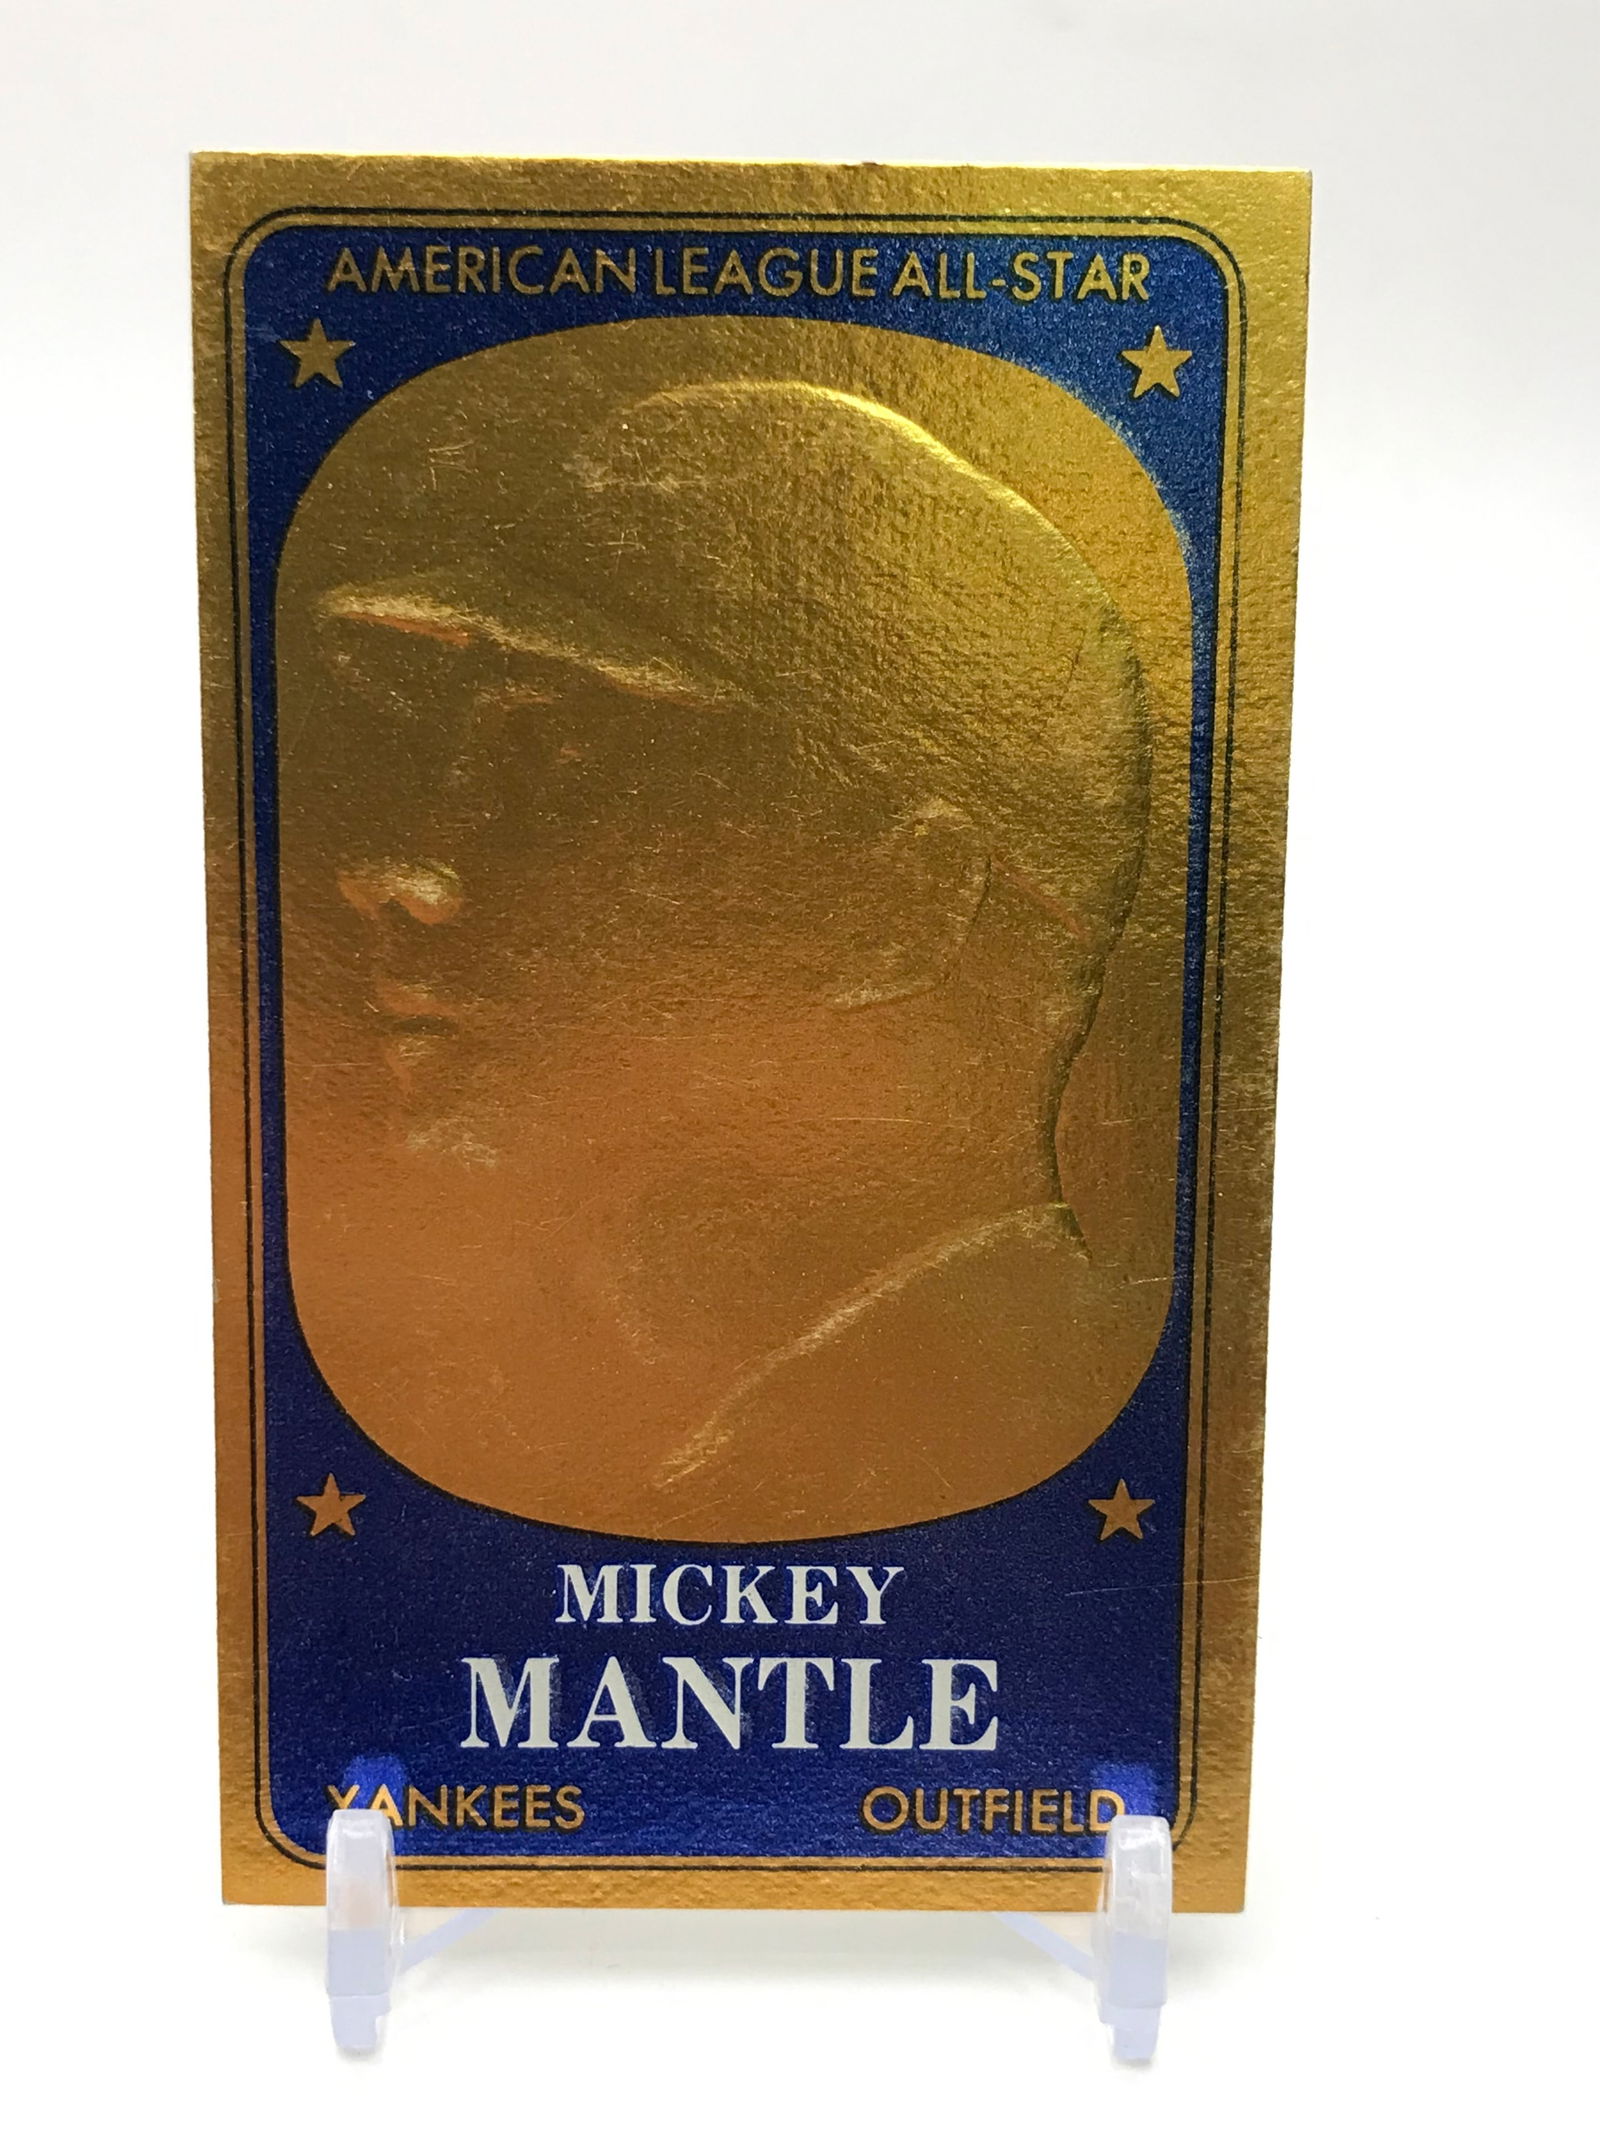 AMERICAN LEAGUE ALL-STAR
MICKEY
MANTLE
YANKEES OUTFIELD